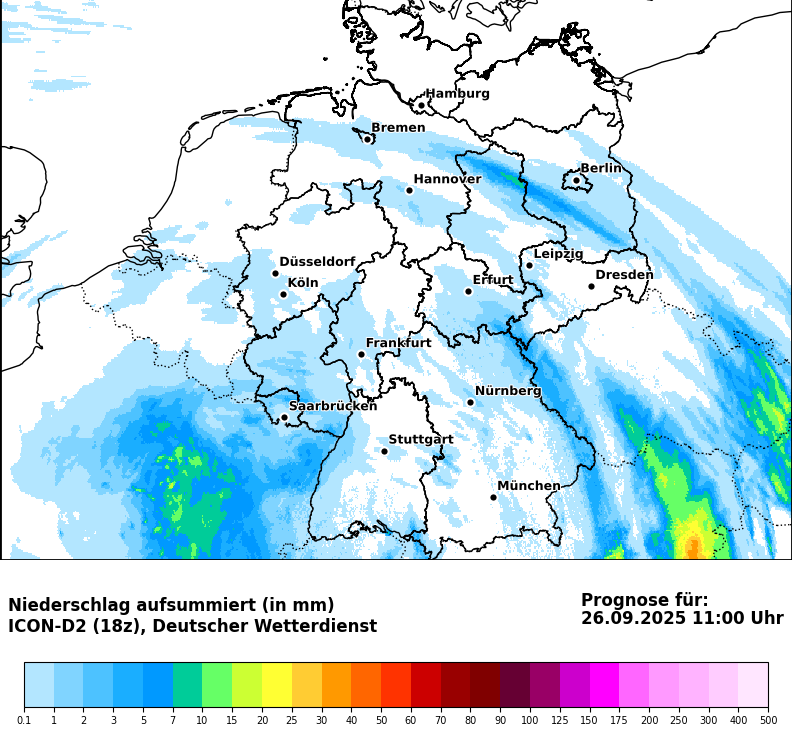 Hamburg
Bremen
Berlin
Hannover
Leipzig
Düsseldorf
Dresden
Köln
Erfurt
Frankfurt
Nürnberg
Saarbrücken
Stuttgart
München
Niederschlag aufsummiert (in mm)
ICON-D2 (18z), Deutscher Wetterdienst
Prognose für:
26.09.2025 11:00 Uhr
0.1 1 2 3 5 7 10 15 20 25 30 40 50 60 70 80 90 100 125 150 175 200 250 300 400 500